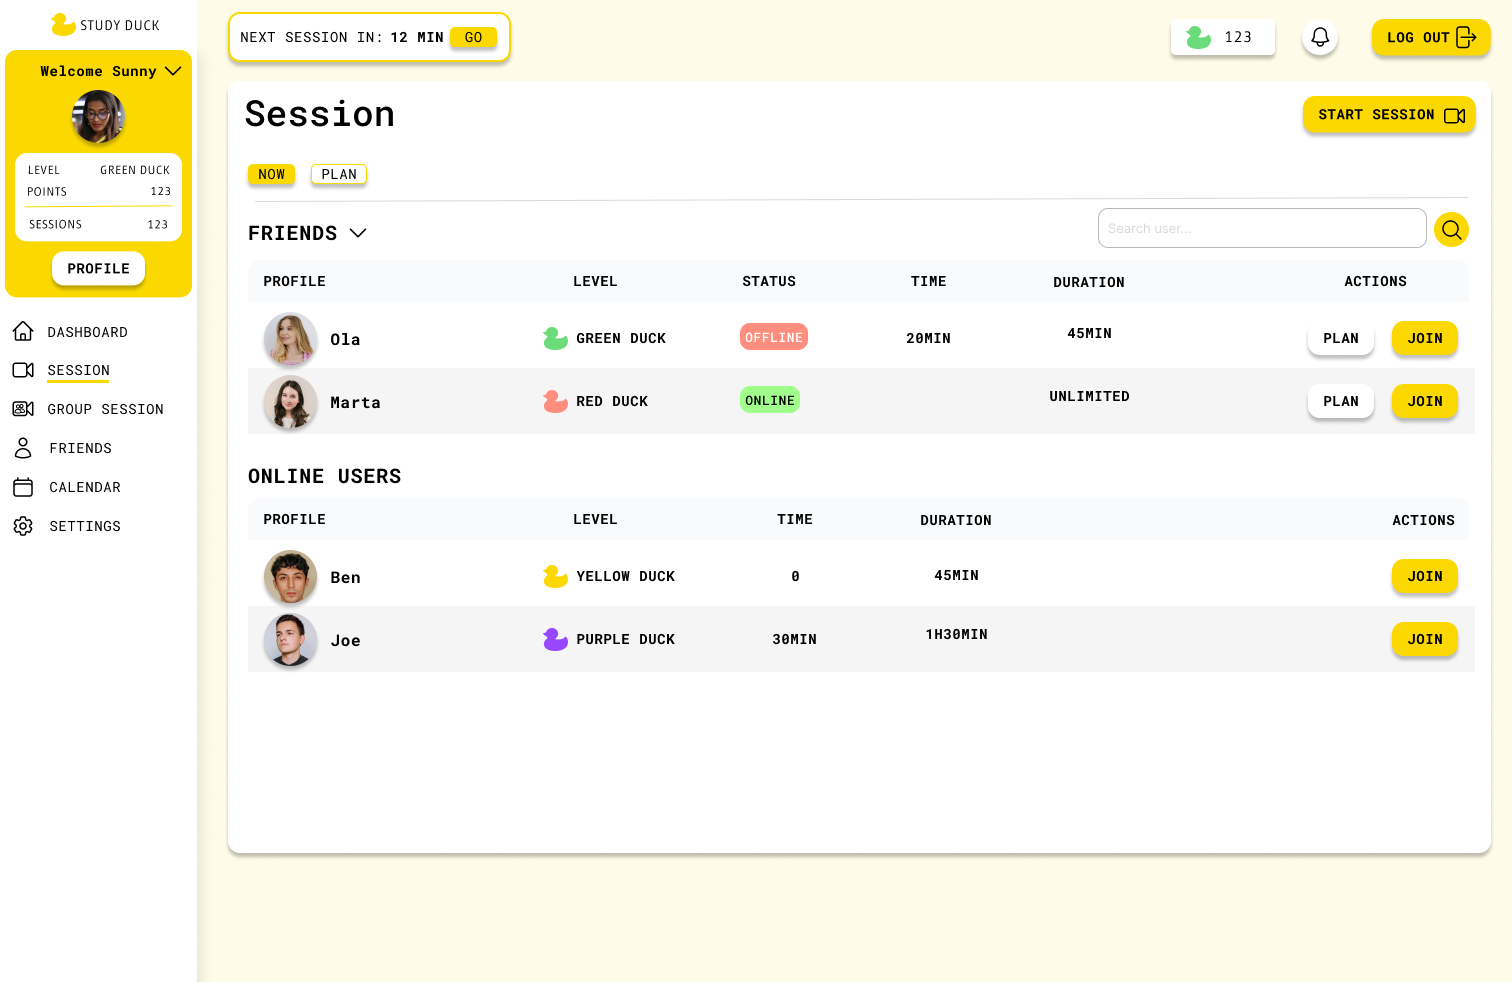 STUDY DUCK
Welcome Sunny
LEVEL GREEN DUCK
POINTS 123
SESSIONS 123
PROFILE
DASHBOARD
SESSION
GROUP SESSION
FRIENDS
CALENDAR
SETTINGS
NEXT SESSION IN: 12 MIN GO
123
LOG OUT
Session
START SESSION
NOW PLAN
FRIENDS
Search user...
PROFILE LEVEL STATUS TIME DURATION ACTIONS
Ola GREEN DUCK OFFLINE 20MIN 45MIN PLAN JOIN
Marta RED DUCK ONLINE UNLIMITED PLAN JOIN
ONLINE USERS
PROFILE LEVEL TIME DURATION ACTIONS
Ben YELLOW DUCK 0 45MIN JOIN
Joe PURPLE DUCK 30MIN 1H30MIN JOIN